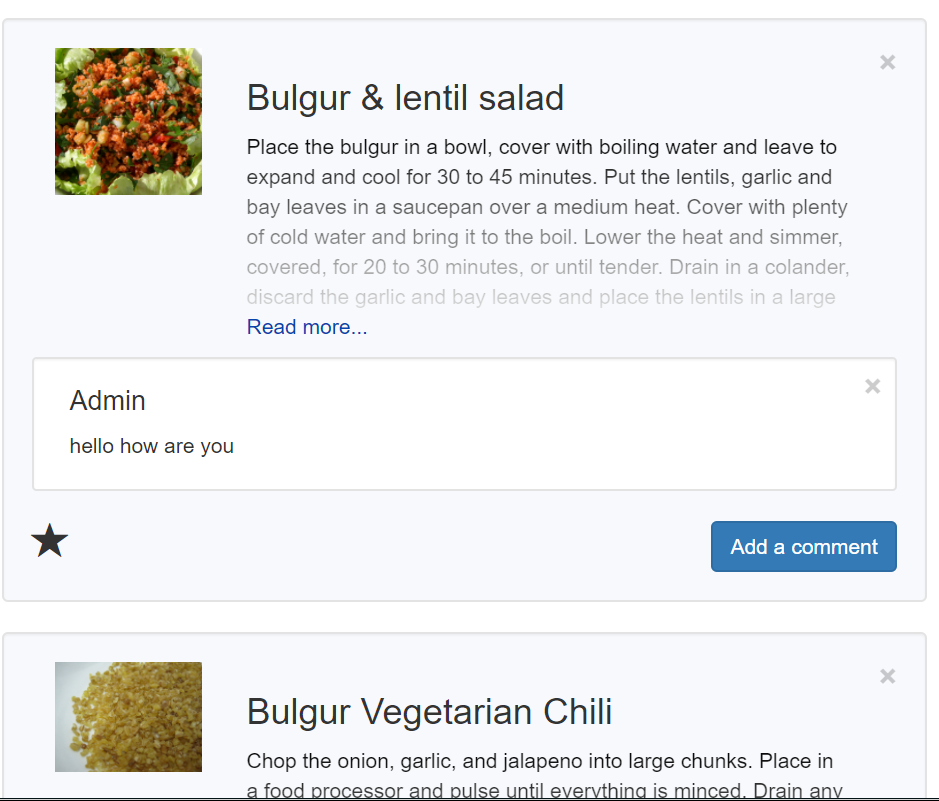 ×
Bulgur & lentil salad
Place the bulgur in a bowl, cover with boiling water and leave to
expand and cool for 30 to 45 minutes. Put the lentils, garlic and
bay leaves in a saucepan over a medium heat. Cover with plenty
of cold water and bring it to the boil. Lower the heat and simmer,
covered, for 20 to 30 minutes, or until tender. Drain in a colander,
discard the garlic and bay leaves and place the lentils in a large
Read more...
×
Admin
hello how are you
★
Add a comment
×
Bulgur Vegetarian Chili
Chop the onion, garlic, and jalapeno into large chunks. Place in
a food processor and pulse until everything is minced. Drain any